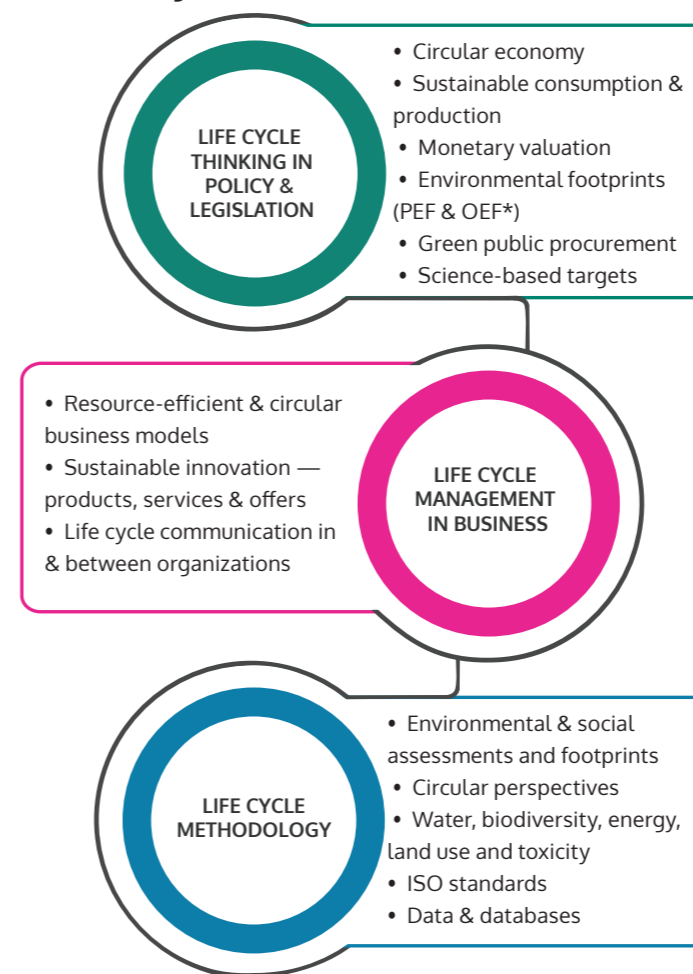 LIFE CYCLE
THINKING IN
POLICY &
LEGISLATION
• Circular economy
• Sustainable consumption &
production
• Monetary valuation
• Environmental footprints
(PEF & OEF*)
• Green public procurement
• Science-based targets
• Resource-efficient & circular
business models
• Sustainable innovation —
products, services & offers
• Life cycle communication in
& between organizations
LIFE CYCLE
MANAGEMENT
IN BUSINESS
LIFE CYCLE
METHODOLOGY
• Environmental & social
assessments and footprints
• Circular perspectives
• Water, biodiversity, energy,
land use and toxicity
• ISO standards
• Data & databases